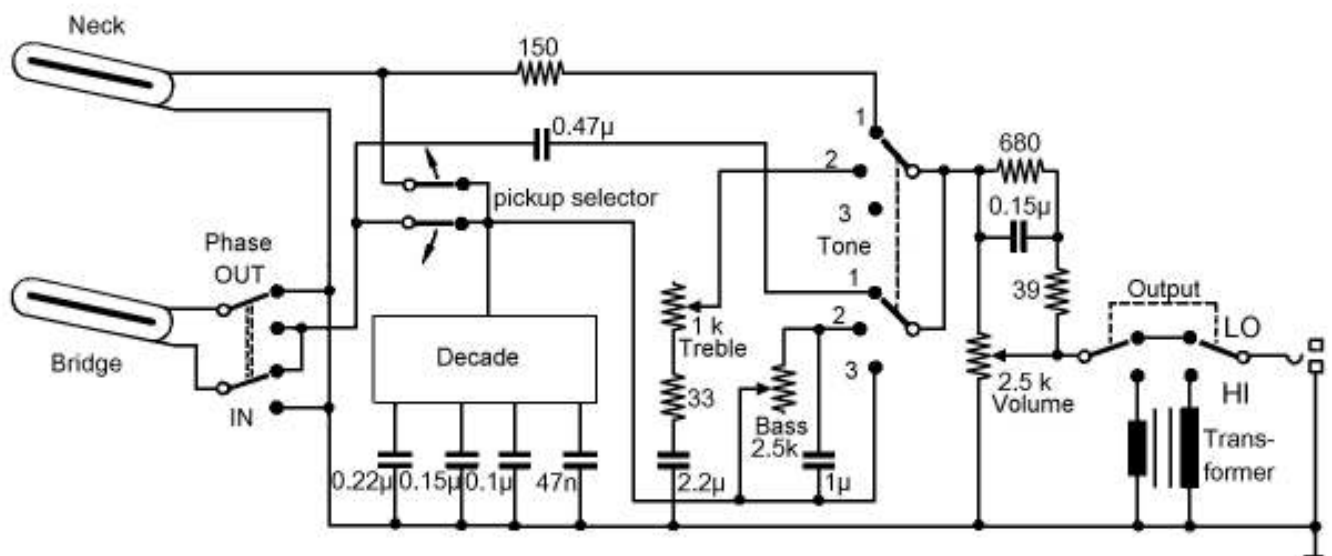 Neck
150
0.47µ
1
680
2
pickup selector
3
0.15µ
Phase
OUT
Tone
1
39
Output
LO
1 k
Treble
2
2.5 k
Volume
HI
Bridge
Decade
3
IN
33
Bass
2.5k
Trans-
former
0.22µ
0.15µ
0.1µ
47n
2.2µ
1µ